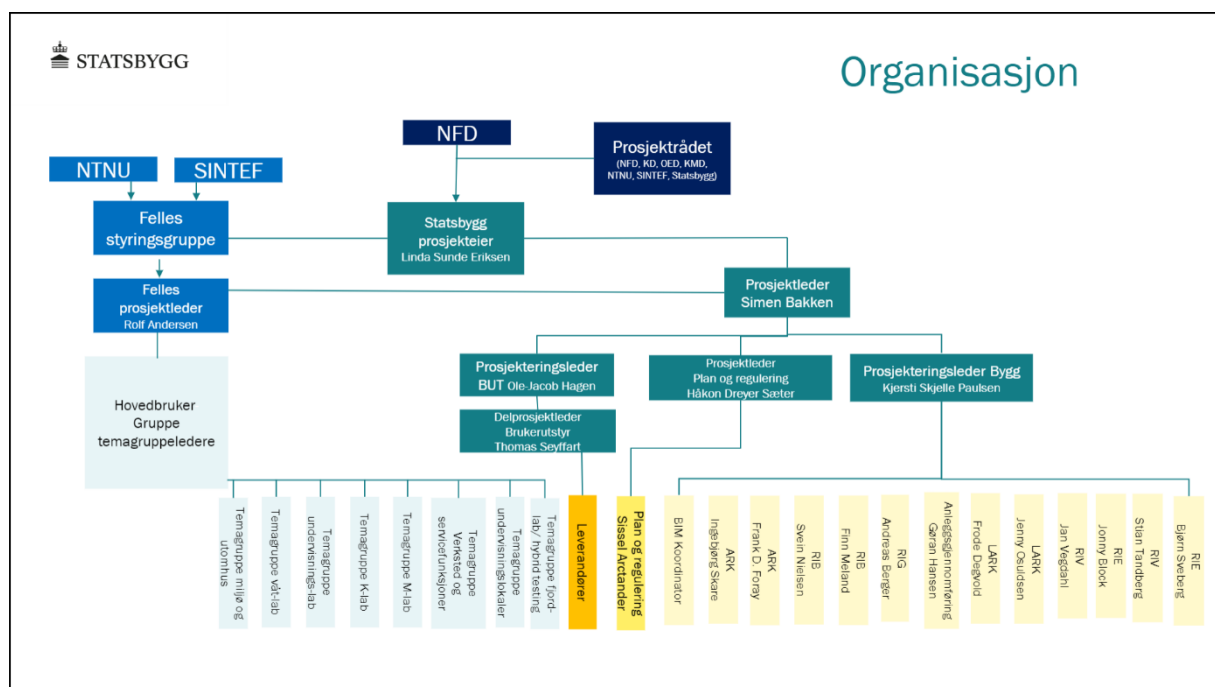 STATSBYGG
Organisasjon
NFD
Prosjektrådet
(NFD, KD, OED, KMD,
NTNU, SINTEF, Statsbygg)
NTNU
SINTEF
Felles
styringsgruppe
Statsbygg
prosjekteier
Linda Sunde Eriksen
Felles
prosjektleder
Rolf Andersen
Prosjektleder
Simen Bakken
Hovedbruker
Gruppe
temagruppeledere
Prosjekteringsleder
BUT Ole-Jacob Hagen
Prosjektleder
Plan og regulering
Håkon Dreyer Sæter
Prosjekteringsleder Bygg
Kjersti Skjelle Paulsen
Delprosjektleder
Brukerutstyr
Thomas Seyffart
Temagruppe miljø og
utomhus
Temagruppe våt-lab
Temagruppe
undervisnings-lab
Temagruppe K-lab
Temagruppe M-lab
Temagruppe
Verksted og
servicefunksjoner
Temagruppe
undervisningslokaler
Temagruppe fjord-
lab/ hybrid testing
Leverandører
Plan og regulering
Sissel Arctander
BIM Koordinator
ARK
Ingebjørg Skare
ARK
Frank D. Foray
RIB
Svein Nielsen
RIB
Finn Meland
RIG
Andreas Berger
Anleggsgjennomføring
Gøran Hansen
LARK
Frode Degvold
LARK
Jenny Osuldsen
RIV
Jan Vegdahl
RIE
Jonny Block
RIV
Stian Tandberg
RIE
Bjørn Sveberg